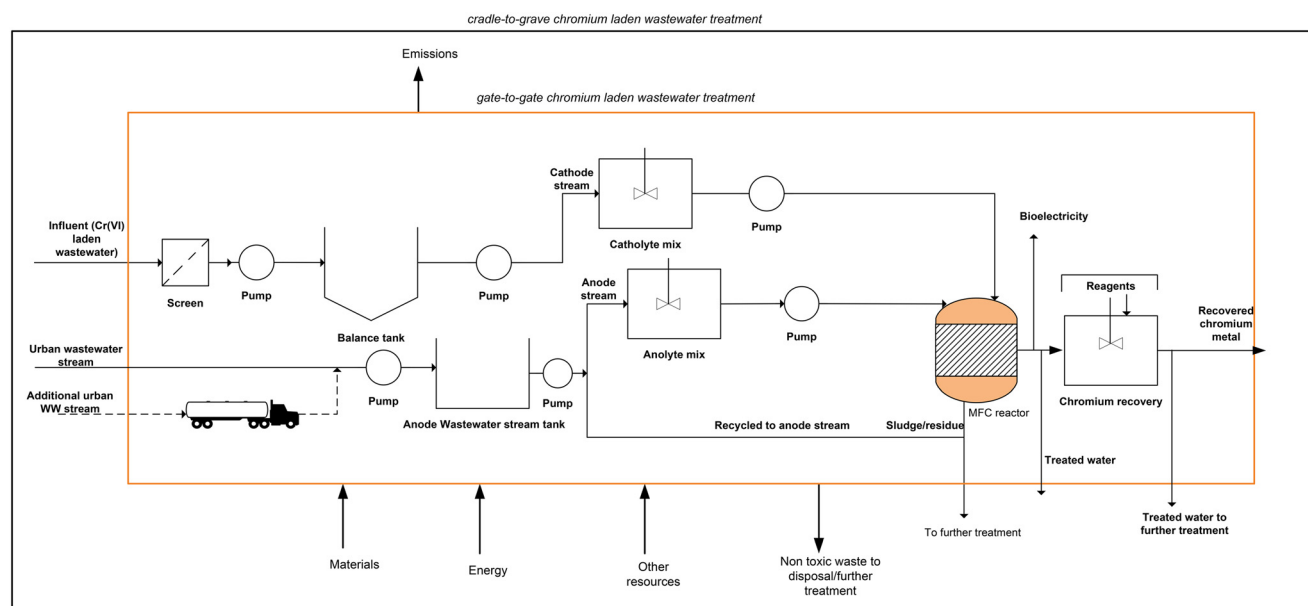 cradle-to-grave chromium laden wastewater treatment
Emissions
gate-to-gate chromium laden wastewater treatment
Cathode
stream
Catholyte mix
Pump
Bioelectricity
Influent (Cr(VI)
laden
wastewater)
Screen
Pump
Balance tank
Pump
Anode
stream
Anolyte mix
Pump
Reagents
Recovered
chromium
metal
Chromium recovery
MFC reactor
Urban wastewater
stream
Pump
Pump
Additional urban
WW stream
Anode Wastewater stream tank
Recycled to anode stream
Sludge/residue
Treated water
To further treatment
Treated water to
further treatment
Materials
Energy
Other
resources
Non toxic waste to
disposal/further
treatment